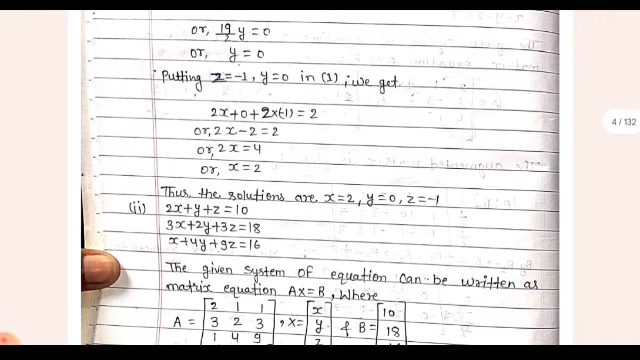 or, 19/2 y = 0
or, y = 0
Putting z = -1, y = 0 in (1), we get
2x + 0 + 2×(-1) = 2
or, 2x - 2 = 2
or, 2x = 4
or, x = 2
Thus the solutions are x = 2, y = 0, z = -1
(ii) 2x + y + z = 10
3x + 2y + 3z = 18
x + 4y + 9z = 16
The given system of equation can be written as
matrix equation AX = B, Where
A = [2 1 1
3 2 3
1 4 9], X = [x
y
z] & B = [10
18
4 / 132